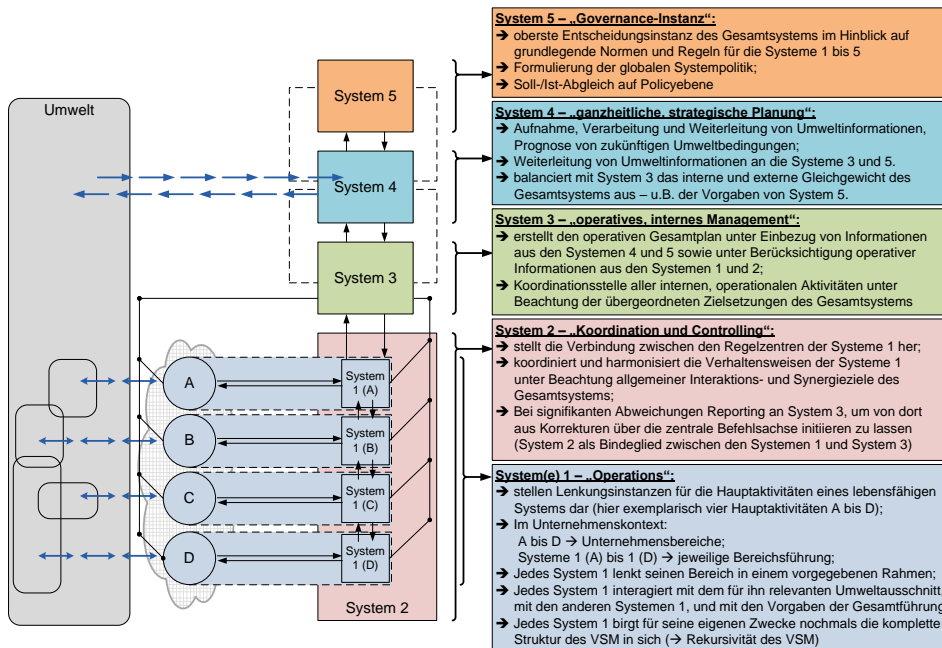 Umwelt
System 5
System 4
System 3
A
B
C
D
System
1 (A)
System
1 (B)
System
1 (C)
System
1 (D)
System 2
System 5 – „Governance-Instanz“:
➔ oberste Entscheidungsinstanz des Gesamtsystems im Hinblick auf
grundlegende Normen und Regeln für die Systeme 1 bis 5
➔ Formulierung der globalen Systempolitik;
➔ Soll-/Ist-Abgleich auf Policyebene
System 4 – „ganzheitliche, strategische Planung“:
➔ Aufnahme, Verarbeitung und Weiterleitung von Umweltinformationen,
Prognose von zukünftigen Umweltbedingungen;
➔ Weiterleitung von Umweltinformationen an die Systeme 3 und 5.
➔ balanciert mit System 3 das interne und externe Gleichgewicht des
Gesamtsystems aus – u.B. der Vorgaben von System 5.
System 3 – „operatives, internes Management“:
➔ erstellt den operativen Gesamtplan unter Einbezug von Informationen
aus den Systemen 4 und 5 sowie unter Berücksichtigung operativer
Informationen aus den Systemen 1 und 2;
➔ Koordinationsstelle aller internen, operationalen Aktivitäten unter
Beachtung der übergeordneten Zielsetzungen des Gesamtsystems
System 2 – „Koordination und Controlling“:
➔ stellt die Verbindung zwischen den Regelzentren der Systeme 1 her;
➔ koordiniert und harmonisiert die Verhaltensweisen der Systeme 1
unter Beachtung allgemeiner Interaktions- und Synergieziele des
Gesamtsystems;
➔ Bei signifikanten Abweichungen Reporting an System 3, um von dort
aus Korrekturen über die zentrale Befehlsachse initiieren zu lassen
(System 2 als Bindeglied zwischen den Systemen 1 und System 3)
System(e) 1 – „Operations“:
➔ stellen Lenkungsinstanzen für die Hauptaktivitäten eines lebensfähigen
Systems dar (hier exemplarisch vier Hauptaktivitäten A bis D);
➔ Im Unternehmenskontext:
A bis D → Unternehmensbereiche;
Systeme 1 (A) bis 1 (D) → jeweilige Bereichsführung;
➔ Jedes System 1 lenkt seinen Bereich in einem vorgegebenen Rahmen;
➔ Jedes System 1 interagiert mit dem für ihn relevanten Umweltausschnitt,
mit den anderen Systemen 1, und mit den Vorgaben der Gesamtführung
➔ Jedes System 1 birgt für seine eigenen Zwecke nochmals die komplette
Struktur des VSM in sich (→ Rekursivität des VSM)